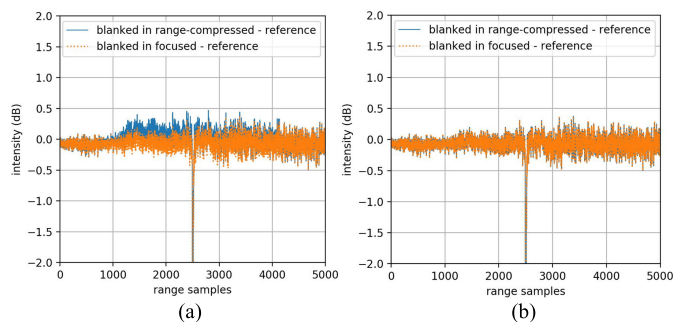 2.0
1.5
1.0
0.5
0.0
−0.5
−1.0
−1.5
−2.0
intensity (dB)
blanked in range-compressed - reference
blanked in focused - reference
0 1000 2000 3000 4000 5000
range samples
(a)
2.0
1.5
1.0
0.5
0.0
−0.5
−1.0
−1.5
−2.0
intensity (dB)
blanked in range-compressed - reference
blanked in focused - reference
0 1000 2000 3000 4000 5000
range samples
(b)